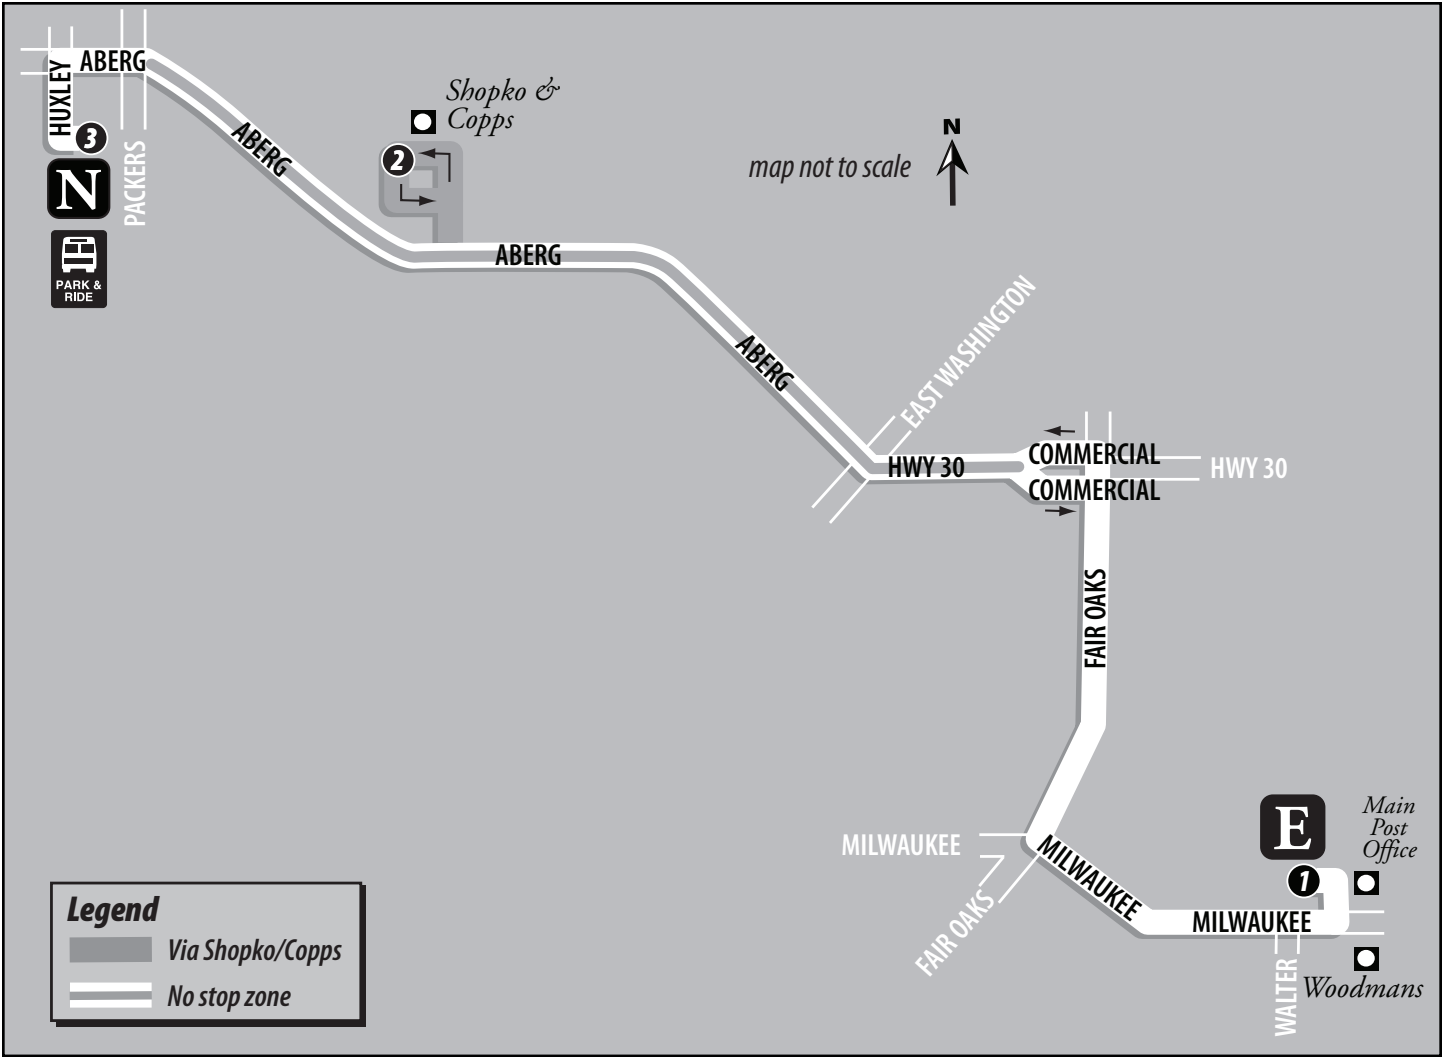 ABERG
HUXLEY
3
N
PARK &
RIDE
PACKERS
ABERG
Shopko &
Copps
2
map not to scale
N
ABERG
ABERG
EAST WASHINGTON
HWY 30
COMMERCIAL
COMMERCIAL
HWY 30
FAIR OAKS
MILWAUKEE
FAIR OAKS
MILWAUKEE
MILWAUKEE
E
1
Main
Post
Office
WALTER
Woodmans
Legend
Via Shopko/Copps
No stop zone